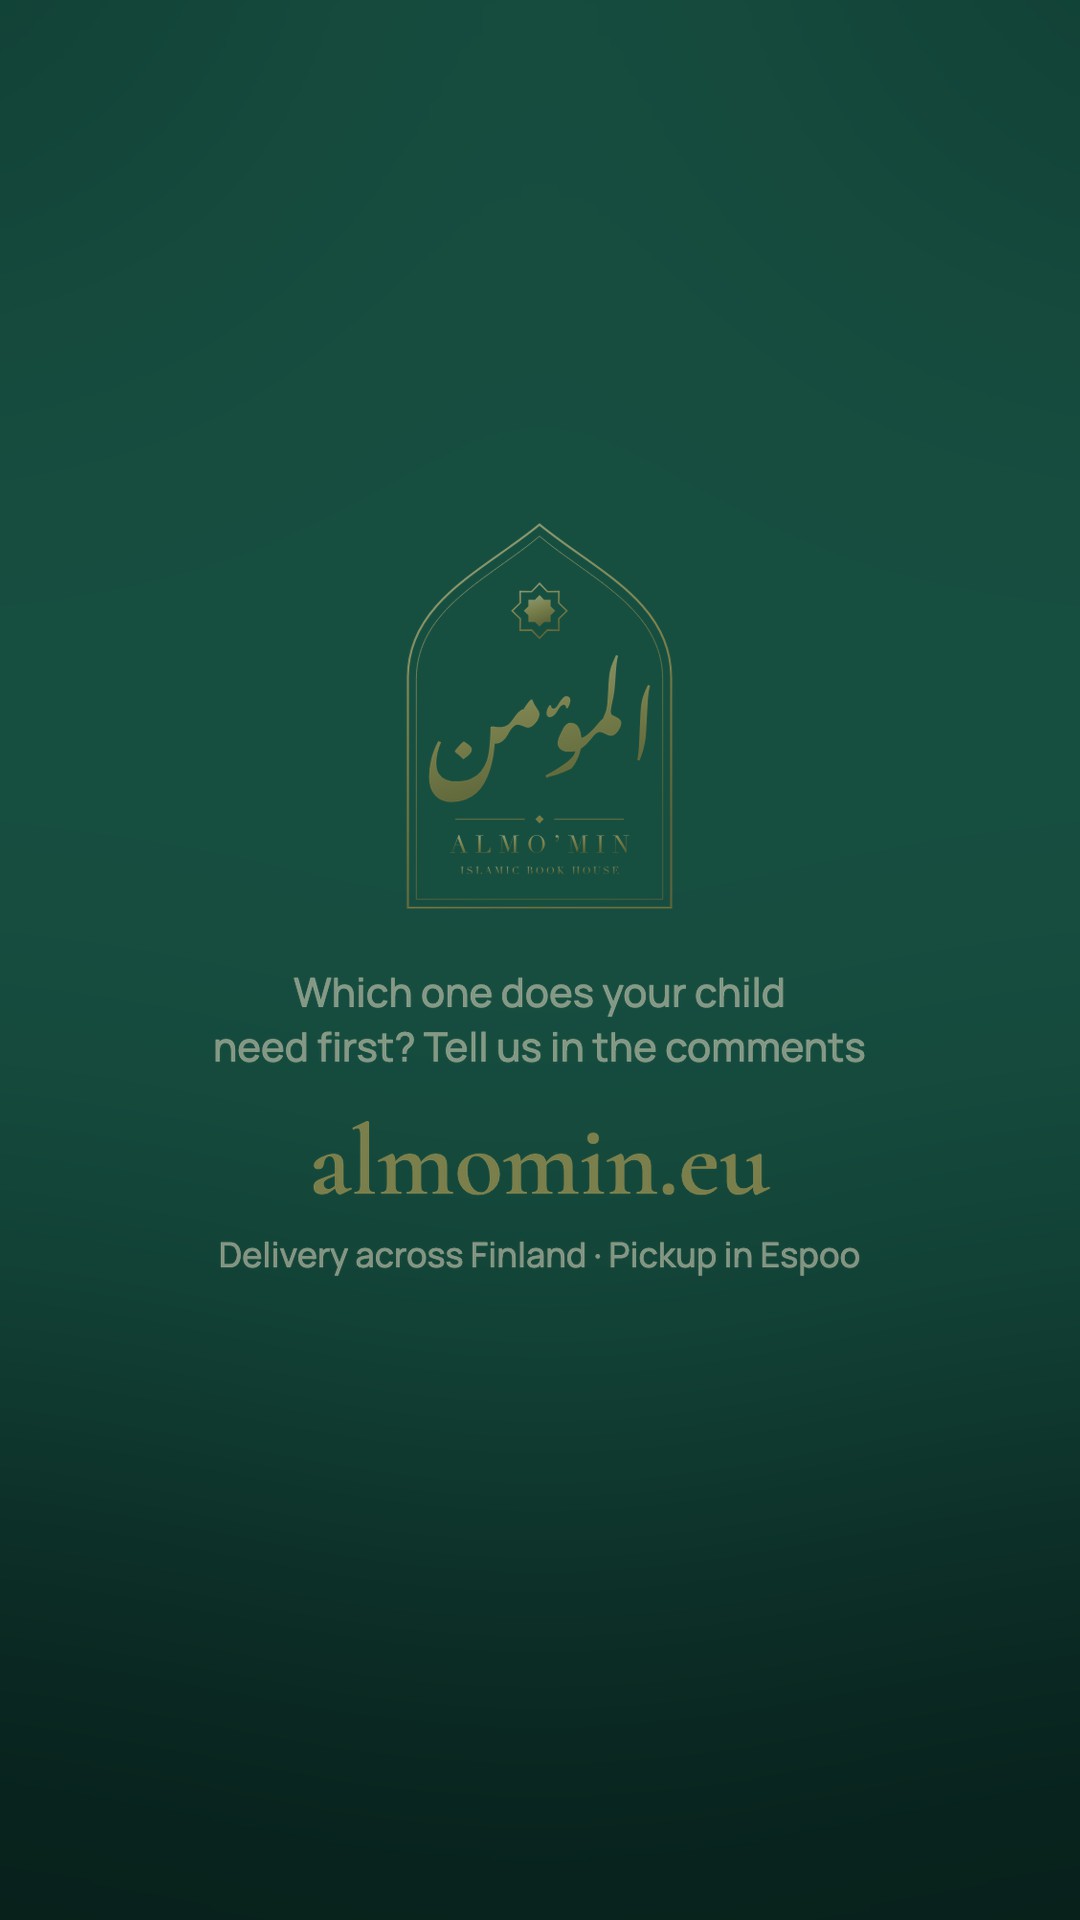 المؤمن
ALMO’MIN
ISLAMIC BOOK HOUSE
Which one does your child
need first? Tell us in the comments
almomin.eu
Delivery across Finland · Pickup in Espoo